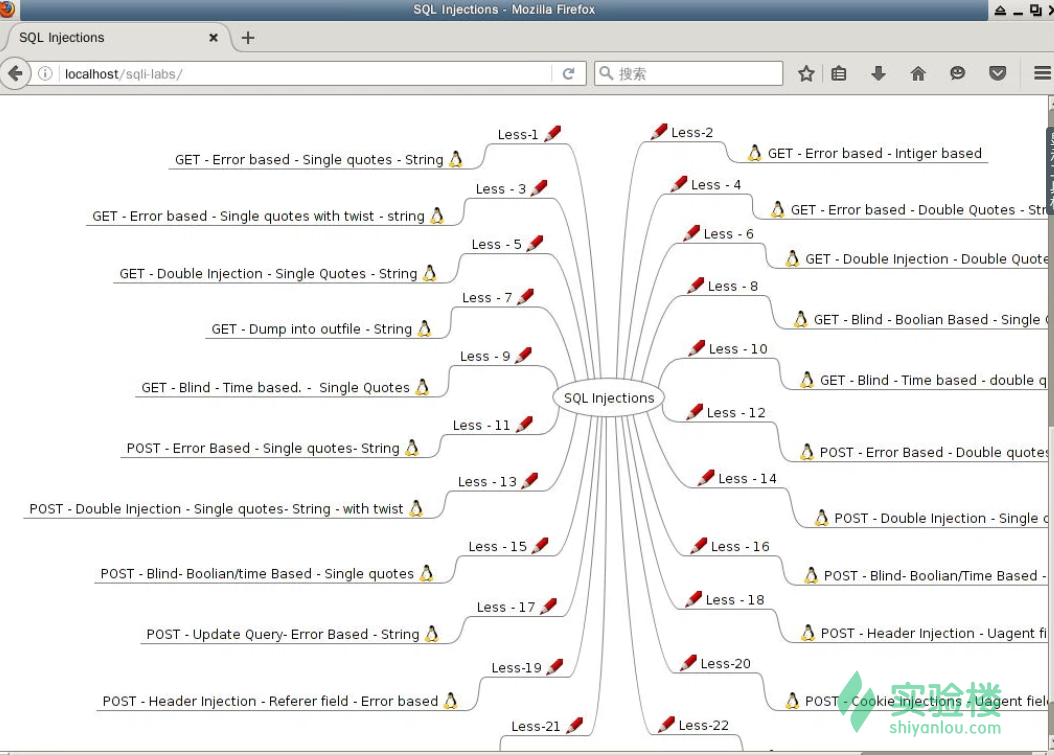 SQL Injections - Mozilla Firefox
SQL Injections
localhost/sqli-labs/
搜索
Less-1
GET - Error based - Single quotes - String
Less-2
GET - Error based - Intiger based
Less - 3
GET - Error based - Single quotes with twist - string
Less - 4
GET - Error based - Double Quotes - Str
Less - 5
GET - Double Injection - Single Quotes - String
Less - 6
GET - Double Injection - Double Quote
Less - 7
GET - Dump into outfile - String
Less - 8
GET - Blind - Boolian Based - Single
Less - 9
GET - Blind - Time based. - Single Quotes
Less - 10
GET - Blind - Time based - double q
SQL Injections
Less - 11
POST - Error Based - Single quotes- String
Less - 12
POST - Error Based - Double quotes
Less - 13
POST - Double Injection - Single quotes- String - with twist
Less - 14
POST - Double Injection - Single
Less - 15
POST - Blind- Boolian/time Based - Single quotes
Less - 16
POST - Blind- Boolian/Time Based -
Less - 17
POST - Update Query- Error Based - String
Less - 18
POST - Header Injection - Uagent fi
Less-19
POST - Header Injection - Referer field - Error based
Less-20
POST - Cookie Injections - Uagent field
Less-21
Less-22
实验楼
shiyanlou.com